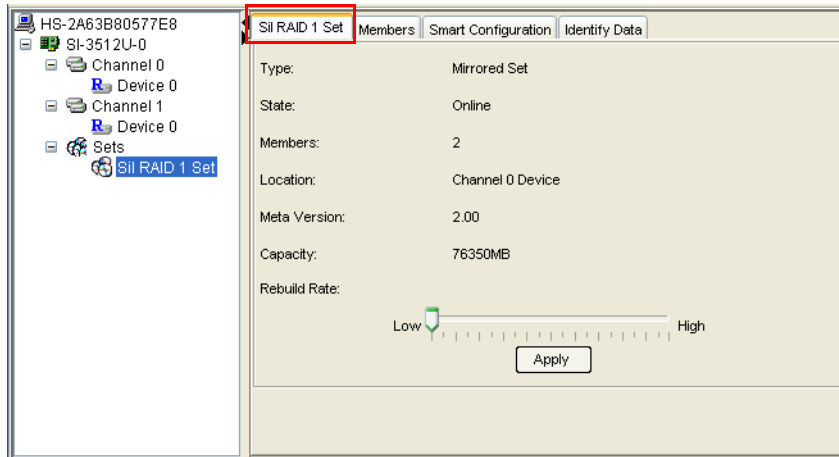 HS-2A63B80577E8
SI-3512U-0
Channel 0
R Device 0
Channel 1
R Device 0
Sets
Sil RAID 1 Set
Sil RAID 1 Set Members Smart Configuration Identify Data
Type: Mirrored Set
State: Online
Members: 2
Location: Channel 0 Device
Meta Version: 2.00
Capacity: 76350MB
Rebuild Rate:
Low High
Apply